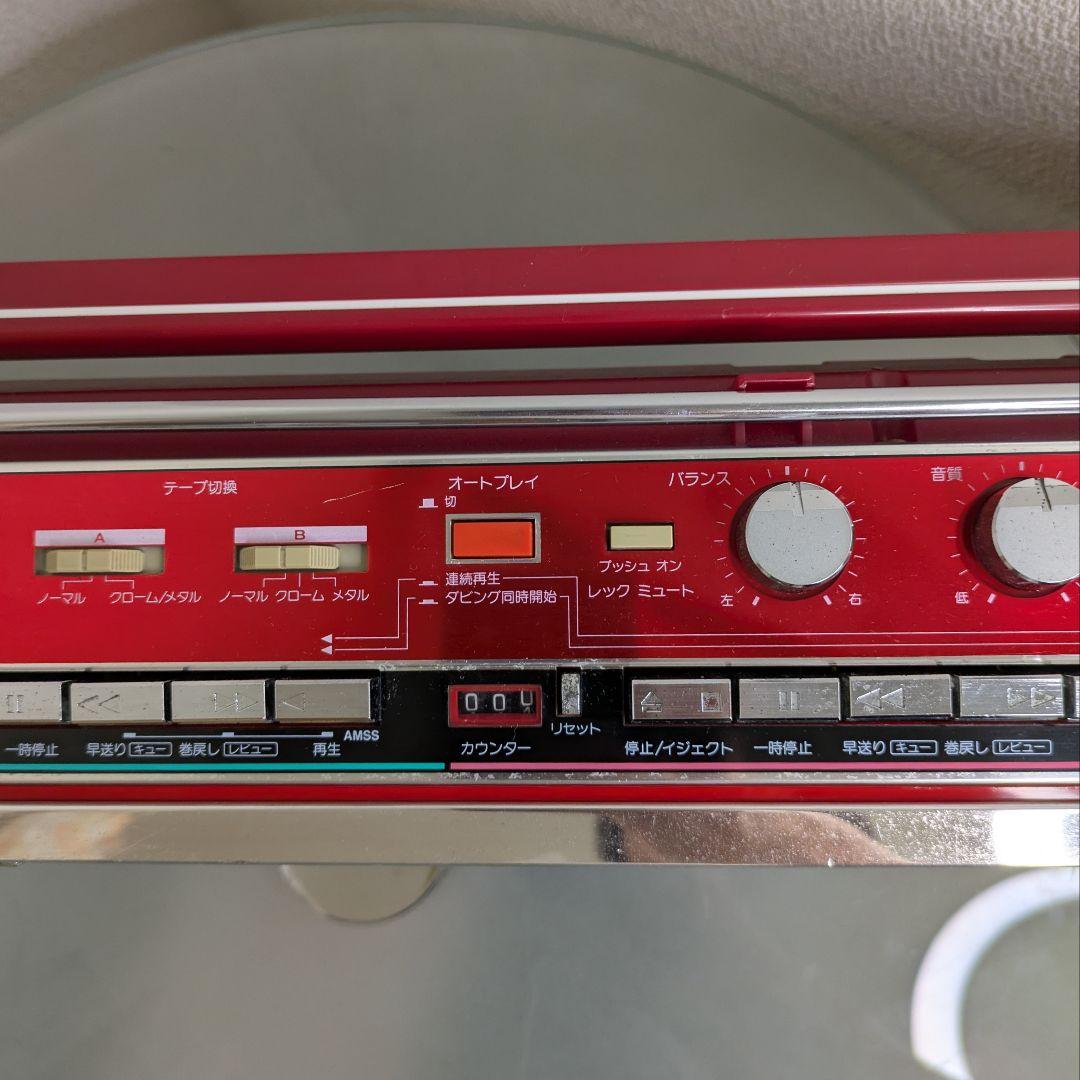 テープ切換
A
ノーマル クローム/メタル
B
ノーマル クローム メタル
オートプレイ
切
連続再生
ダビング同時開始
プッシュ オン
レック ミュート
バランス
左 右
音質
低
一時停止 早送り キュー 巻戻し レビュー 再生 AMSS
00
カウンター
リセット
停止/イジェクト 一時停止 早送り キュー 巻戻し レビュー